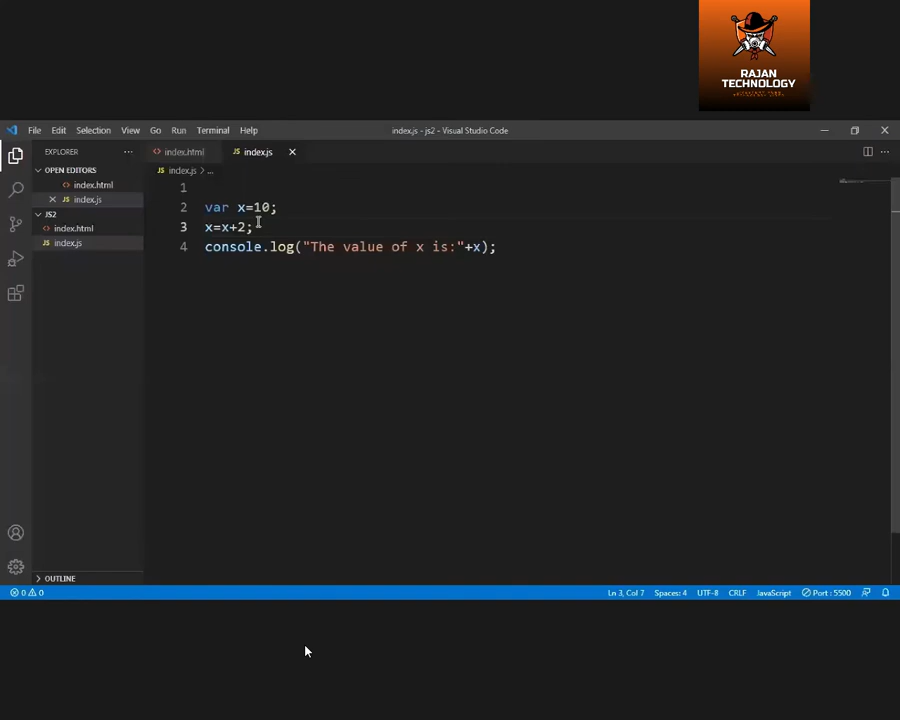 RAJAN
TECHNOLOGY
File Edit Selection View Go Run Terminal Help
index.js - js2 - Visual Studio Code
EXPLORER
index.html
index.js
OPEN EDITORS
index.js > ...
index.html
index.js
JS2
index.html
index.js
1
2 var x=10;
3 x=x+2;
4 console.log("The value of x is:"+x);
OUTLINE
0 0
Ln 3, Col 7 Spaces: 4 UTF-8 CRLF JavaScript Port : 5500